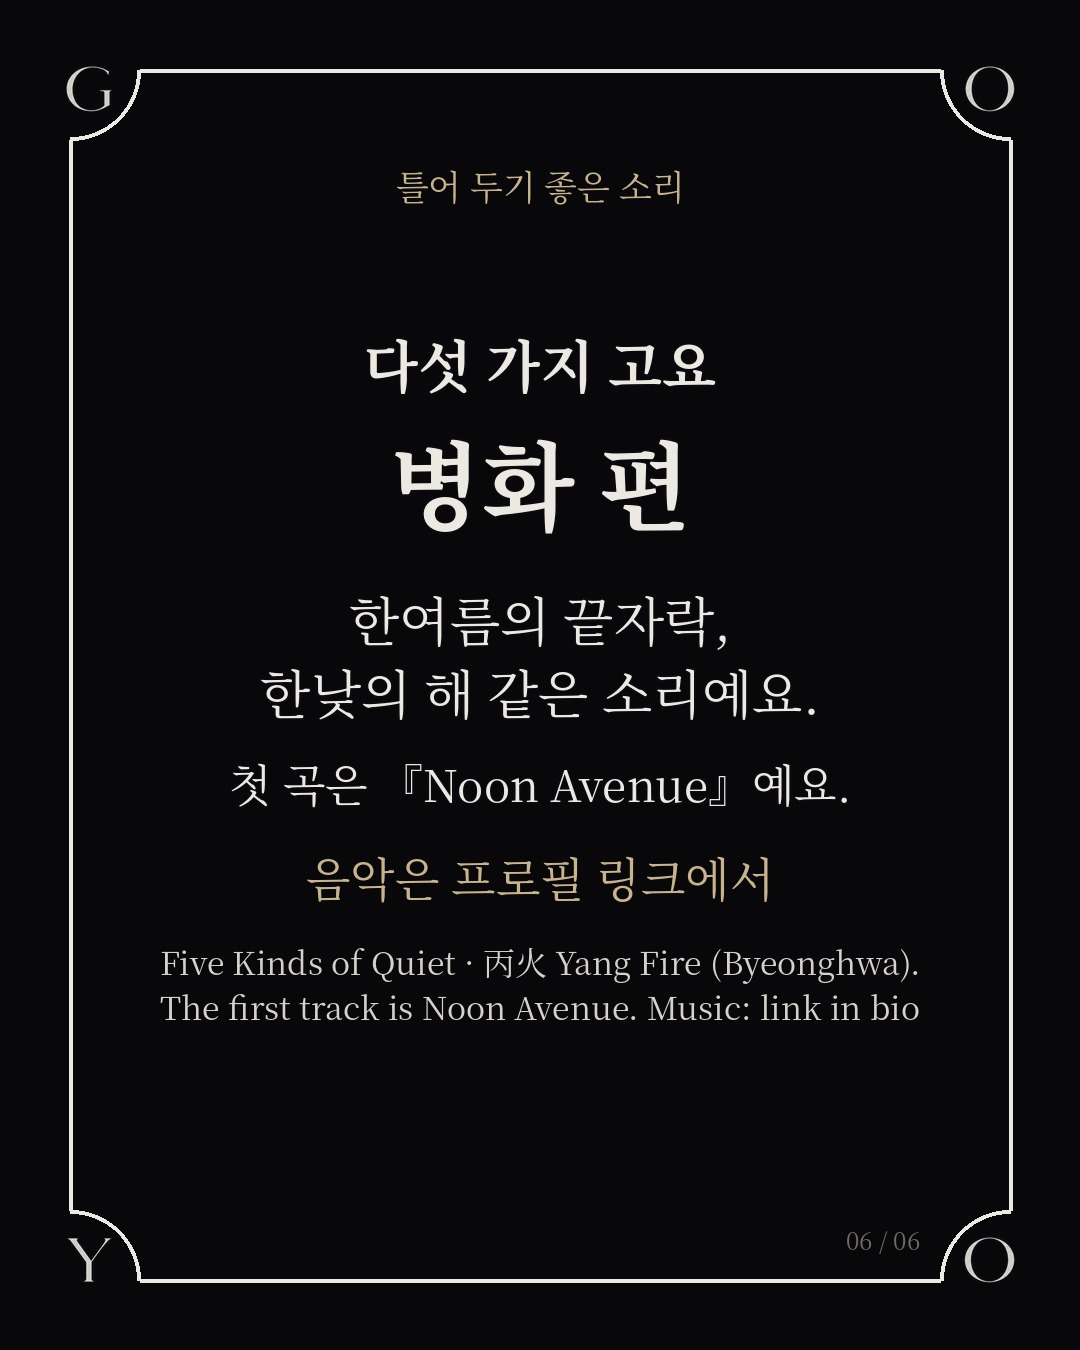 G O
틀어 두기 좋은 소리
다섯 가지 고요
병화 편
한여름의 끝자락,
한낮의 해 같은 소리예요.
첫 곡은 『Noon Avenue』예요.
음악은 프로필 링크에서
Five Kinds of Quiet · 丙火 Yang Fire (Byeonghwa).
The first track is Noon Avenue. Music: link in bio
06 / 06
Y O